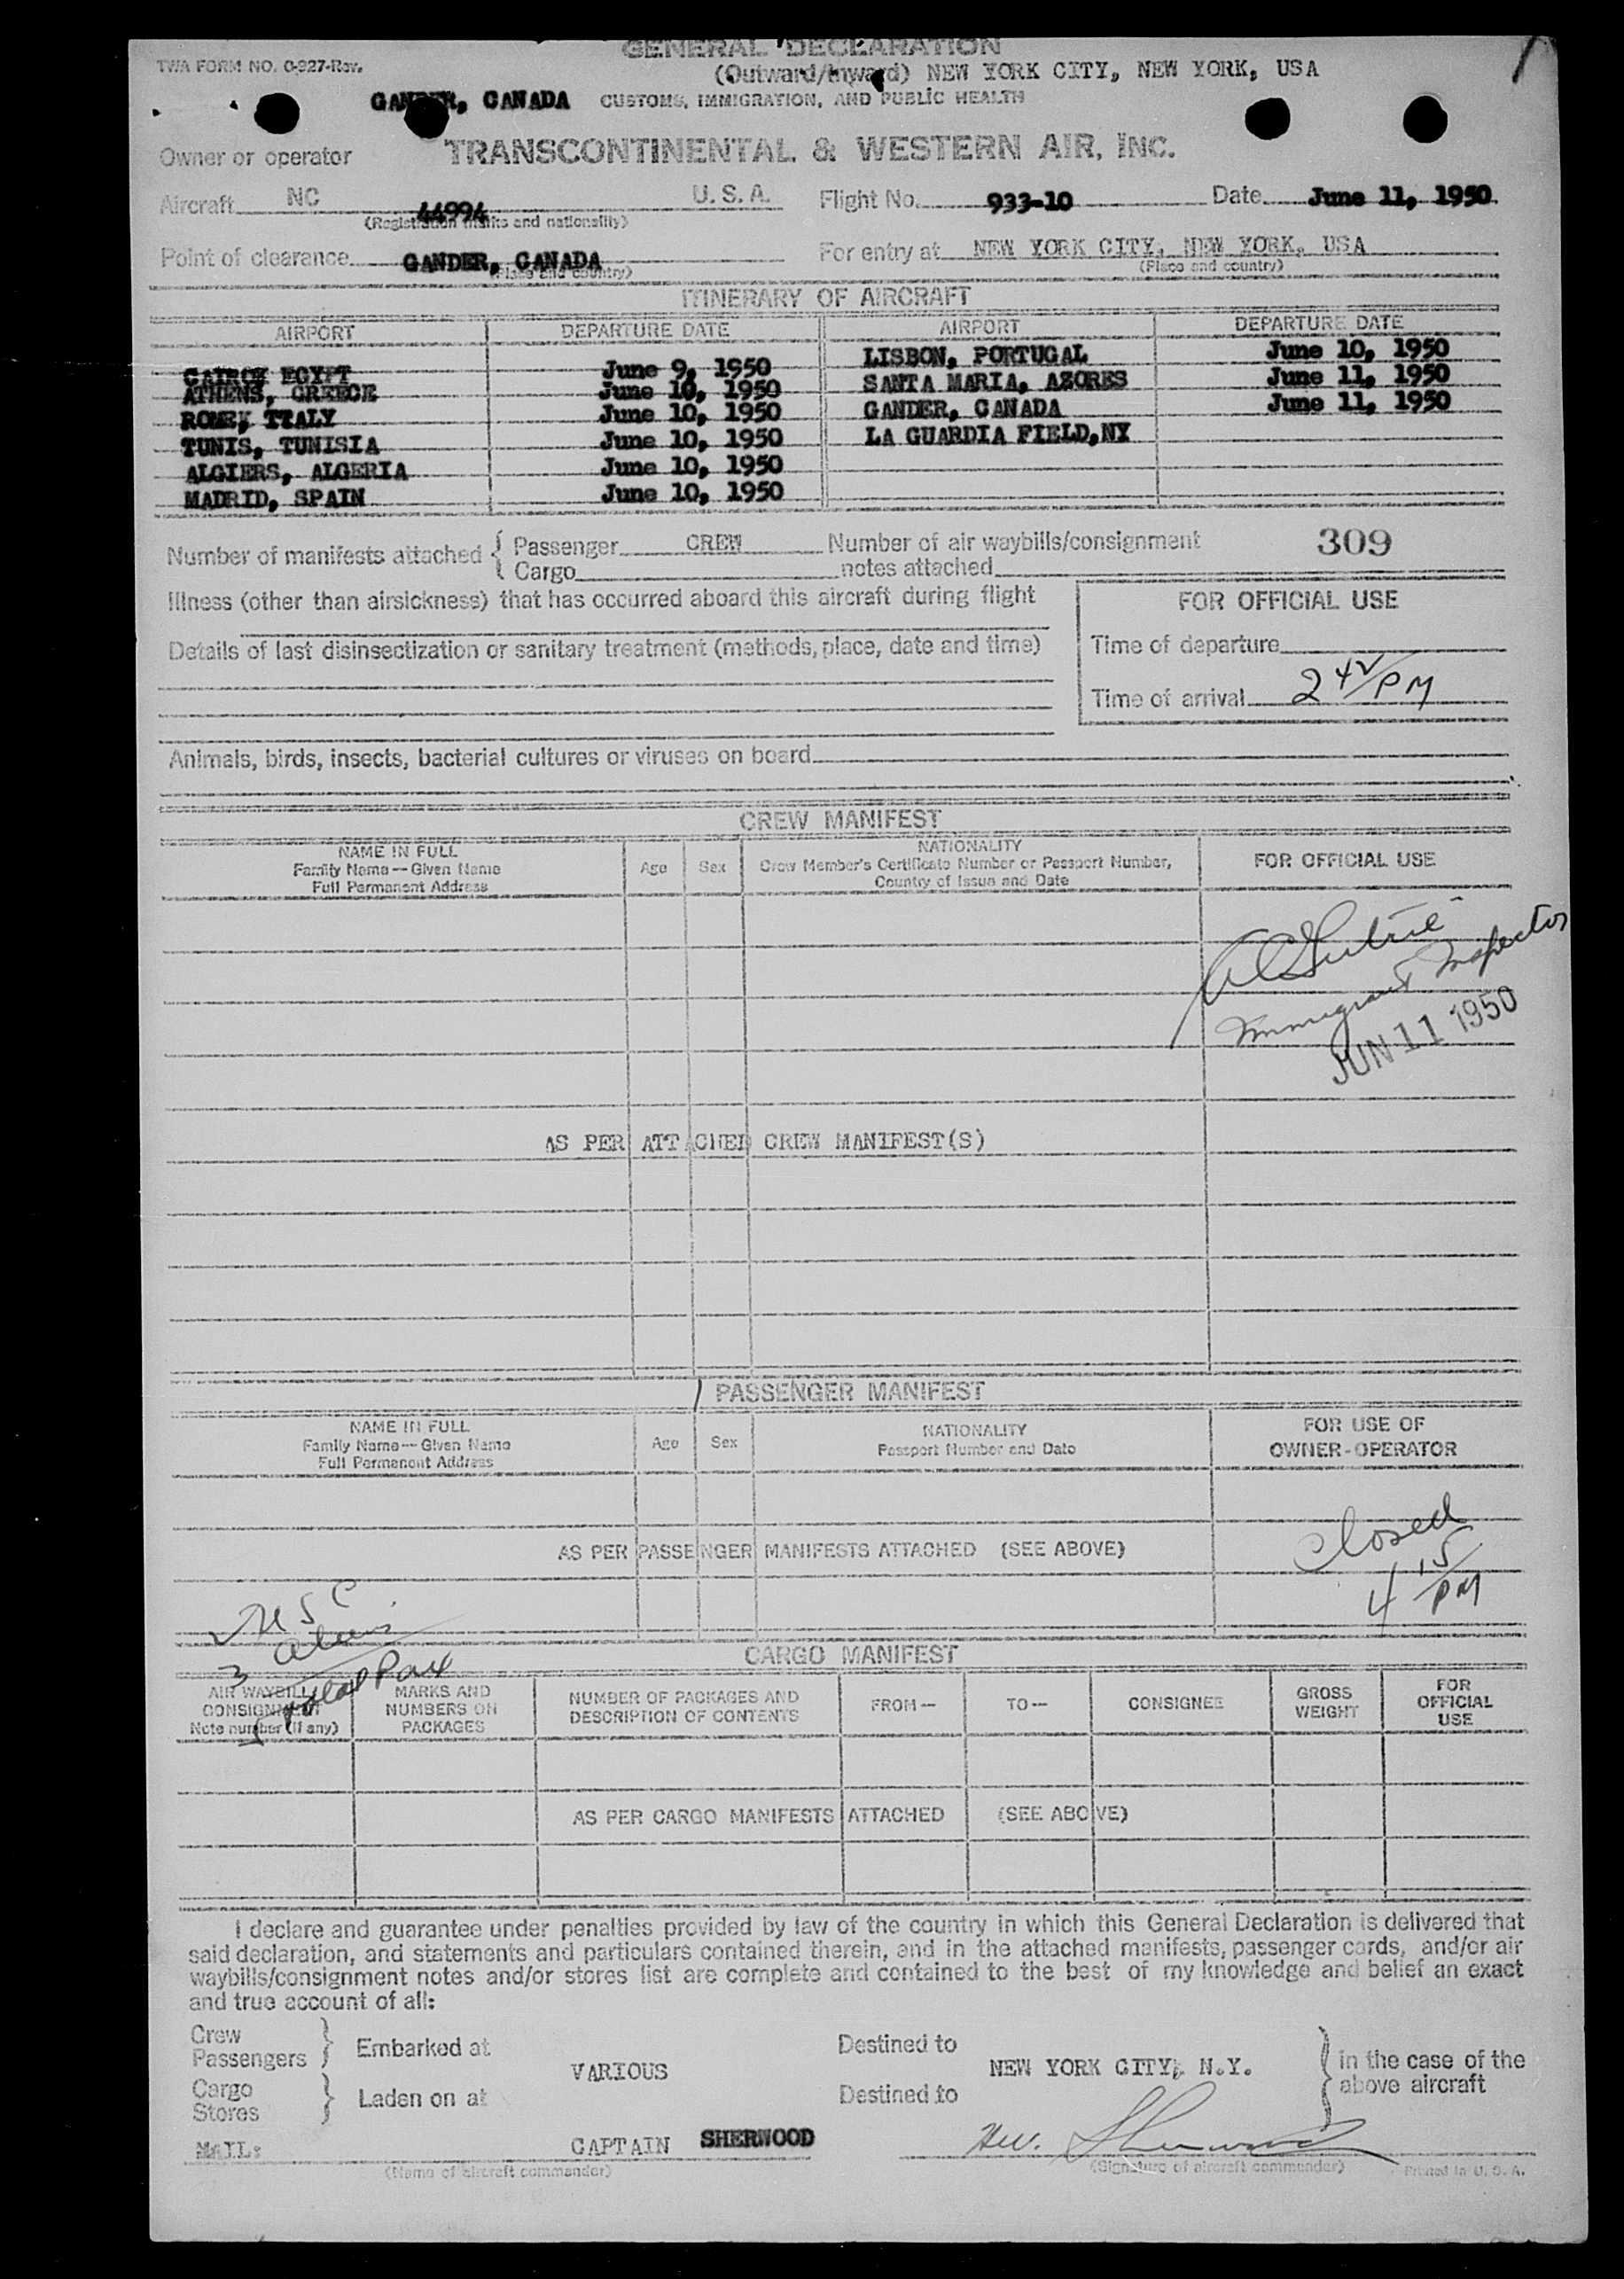 GENERAL DECLARATION
TWA FORM NO. 0-927-Rev.
(Outward/Inward) NEW YORK CITY, NEW YORK, USA
GANDER, CANADA CUSTOMS, IMMIGRATION, AND PUBLIC HEALTH
Owner or operator TRANSCONTINENTAL & WESTERN AIR, INC.
Aircraft NC 44994 U. S. A. Flight No. 933-10 Date June 11, 1950
(Registration marks and nationality)
Point of clearance GANDER, CANADA For entry at NEW YORK CITY, NEW YORK, USA
(Place and country) (Place and country)
ITINERARY OF AIRCRAFT
AIRPORT DEPARTURE DATE AIRPORT DEPARTURE DATE
EGYPT June 9, 1950 LISBON, PORTUGAL June 10, 1950
ATHENS, GREECE June 10, 1950 SANTA MARIA, AZORES June 11, 1950
ROME, ITALY June 10, 1950 GANDER, CANADA June 11, 1950
TUNIS, TUNISIA June 10, 1950 LA GUARDIA FIELD,NY
ALGIERS, ALGERIA June 10, 1950
MADRID, SPAIN June 10, 1950
Number of manifests attached { Passenger CREW Number of air waybills/consignment 309
Cargo notes attached
Illness (other than airsickness) that has occurred aboard this aircraft during flight
FOR OFFICIAL USE
Details of last disinsectization or sanitary treatment (methods, place, date and time)
Time of departure
Time of arrival 2 42/PM
Animals, birds, insects, bacterial cultures or viruses on board
CREW MANIFEST
NAME IN FULL
Family Name — Given Name
Full Permanent Address
Age Sex
NATIONALITY
Crew Member's Certificate Number or Passport Number,
Country of Issue and Date
FOR OFFICIAL USE
Immigrant Inspector
JUN 11 1950
AS PER ATTACHED CREW MANIFEST(S)
PASSENGER MANIFEST
NAME IN FULL
Family Name — Given Name
Full Permanent Address
Age Sex
NATIONALITY
Passport Number and Date
FOR USE OF
OWNER-OPERATOR
Closed
4 15/PM
AS PER PASSENGER MANIFESTS ATTACHED (SEE ABOVE)
USC
3 Aliens
Total Pax
CARGO MANIFEST
AIR WAYBILL/
CONSIGNMENT
Note number (if any)
MARKS AND
NUMBERS ON
PACKAGES
NUMBER OF PACKAGES AND
DESCRIPTION OF CONTENTS
FROM — TO — CONSIGNEE
GROSS
WEIGHT
FOR
OFFICIAL
USE
AS PER CARGO MANIFESTS ATTACHED (SEE ABOVE)
I declare and guarantee under penalties provided by law of the country in which this General Declaration is delivered that
said declaration, and statements and particulars contained therein, and in the attached manifests, passenger cards, and/or air
waybills/consignment notes and/or stores list are complete and contained to the best of my knowledge and belief an exact
and true account of all:
Crew
Passengers } Embarked at
VARIOUS
Cargo
Stores } Laden on at
Destined to
NEW YORK CITY, N.Y.
Destined to
in the case of the
above aircraft
MAIL: CAPTAIN SHERWOOD Sherwood
(Name of aircraft commander) (Signature of aircraft commander) Printed in U. S. A.